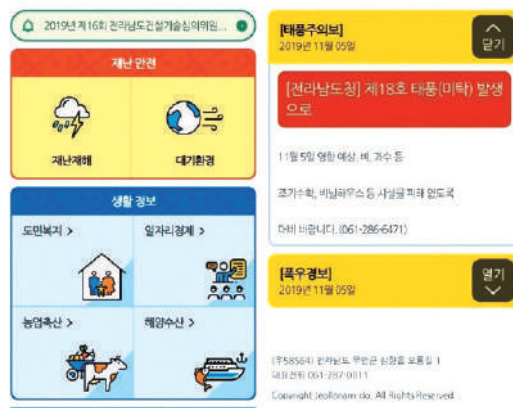 2019년 제16회 전라남도건설기술심의위원...
재난 안전
재난재해
대기환경
생활 정보
도민복지 >
일자리경제 >
농업축산 >
해양수산 >
[태풍주의보]
2019년 11월 05일
닫기
[전라남도청] 제18호 태풍(미탁) 발생
으로
11월 5일 영향 예상, 벼, 과수 등
조기수확, 비닐하우스 등 시설물 피해 없도록
대비 바랍니다. (061-286-6471)
[폭우경보]
2019년 11월 05일
열기
(우58564) 전라남도 무안군 삼향읍 오룡길 1
대표전화 061-287-0011
Copyright Jeollonam do. All Rights Reserved